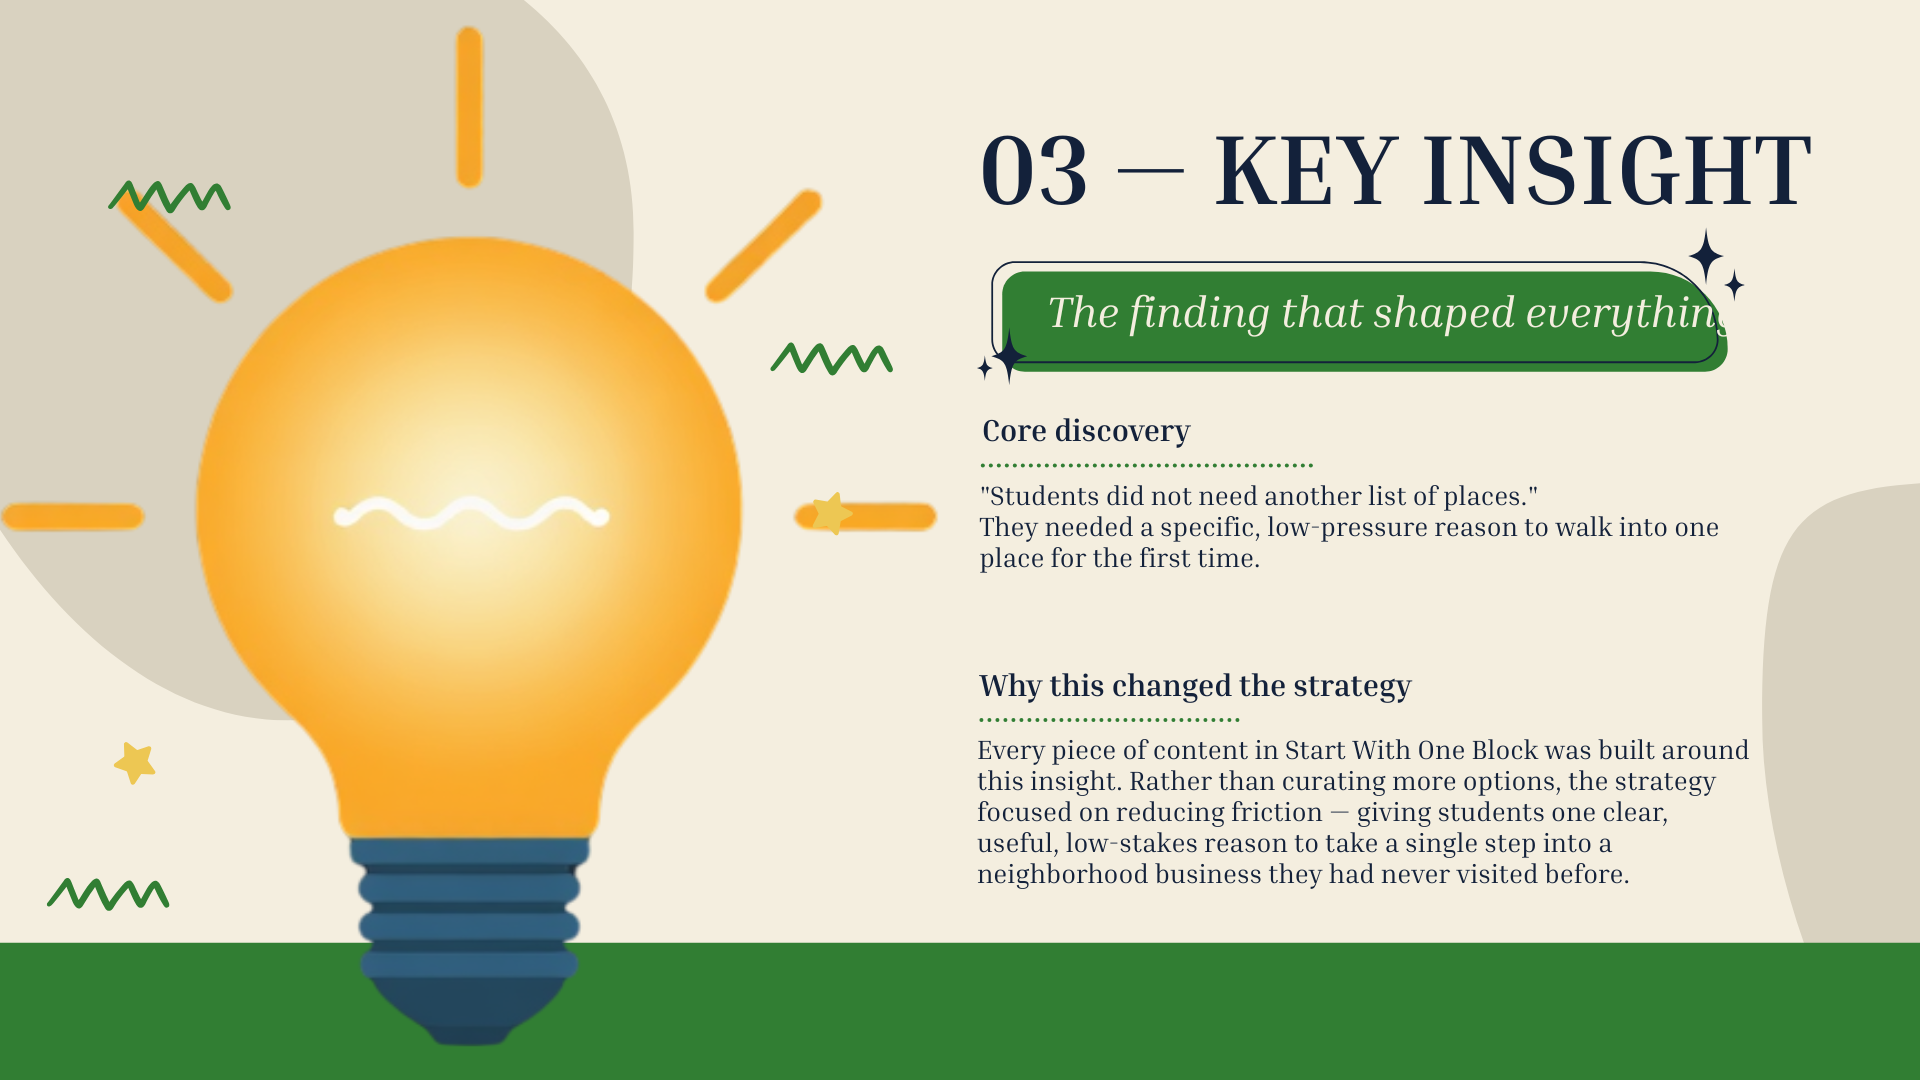 03 — KEY INSIGHT
The finding that shaped everything
Core discovery
"Students did not need another list of places."
They needed a specific, low-pressure reason to walk into one
place for the first time.
Why this changed the strategy
Every piece of content in Start With One Block was built around
this insight. Rather than curating more options, the strategy
focused on reducing friction — giving students one clear,
useful, low-stakes reason to take a single step into a
neighborhood business they had never visited before.